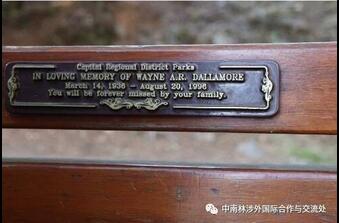 Capital Regional District Parks
IN LOVING MEMORY OF WAYNE A.R. DALLAMORE
March 14, 1936 - August 20, 1996
You will be forever missed by your family.
中南林涉外国际合作与交流处